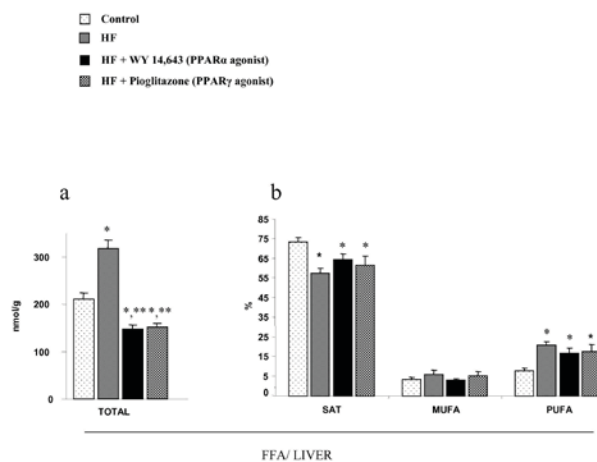 Control
HF
HF + WY 14,643 (PPARα agonist)
HF + Pioglitazone (PPARγ agonist)
a
b
nmol/g
300
200
100
0
*
*,**
*,**
TOTAL
%
85
75
65
55
45
35
25
15
5
*
*
*
*
*
*
SAT
MUFA
PUFA
FFA/ LIVER